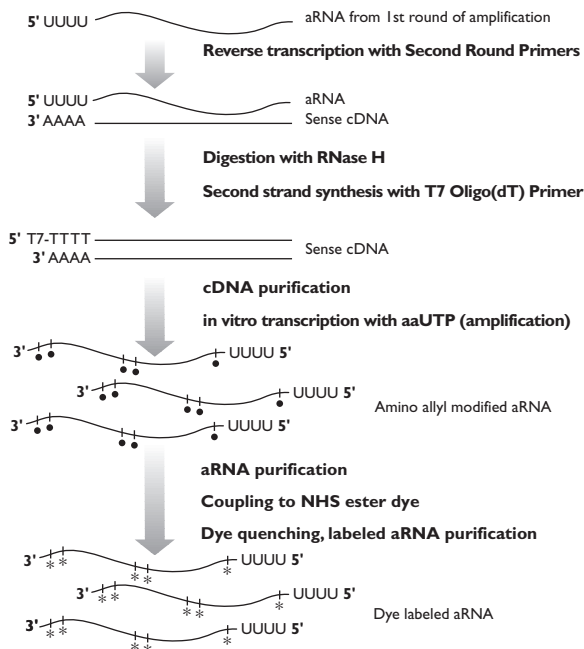 5' UUUU
aRNA from 1st round of amplification
Reverse transcription with Second Round Primers
5' UUUU
aRNA
3' AAAA
Sense cDNA
Digestion with RNase H
Second strand synthesis with T7 Oligo(dT) Primer
5' T7-TTTT
Sense cDNA
3' AAAA
cDNA purification
in vitro transcription with aaUTP (amplification)
3' UUUU 5'
3' UUUU 5'
Amino allyl modified aRNA
3' UUUU 5'
aRNA purification
Coupling to NHS ester dye
Dye quenching, labeled aRNA purification
3' UUUU 5'
* * * * *
3' UUUU 5'
* * * * *
Dye labeled aRNA
3' UUUU 5'
* * * * *